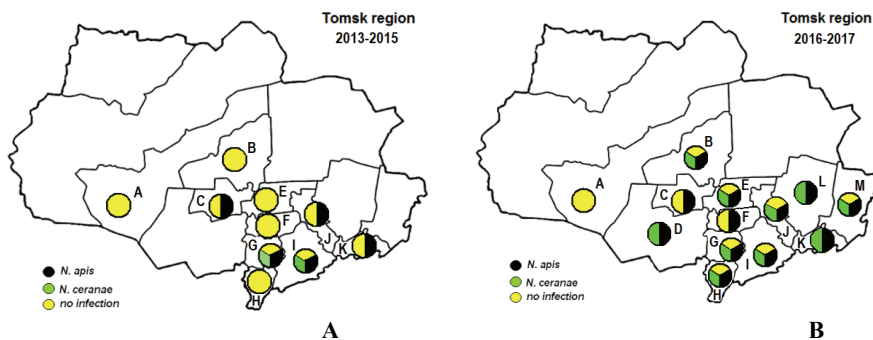 Tomsk region
2013-2015
B
A
C
E
F
G
I
J
K
H
N. apis
N. ceranae
no infection
A
Tomsk region
2016-2017
B
A
C
E
L
M
D
F
G
J
K
I
H
N. apis
N. ceranae
no infection
B